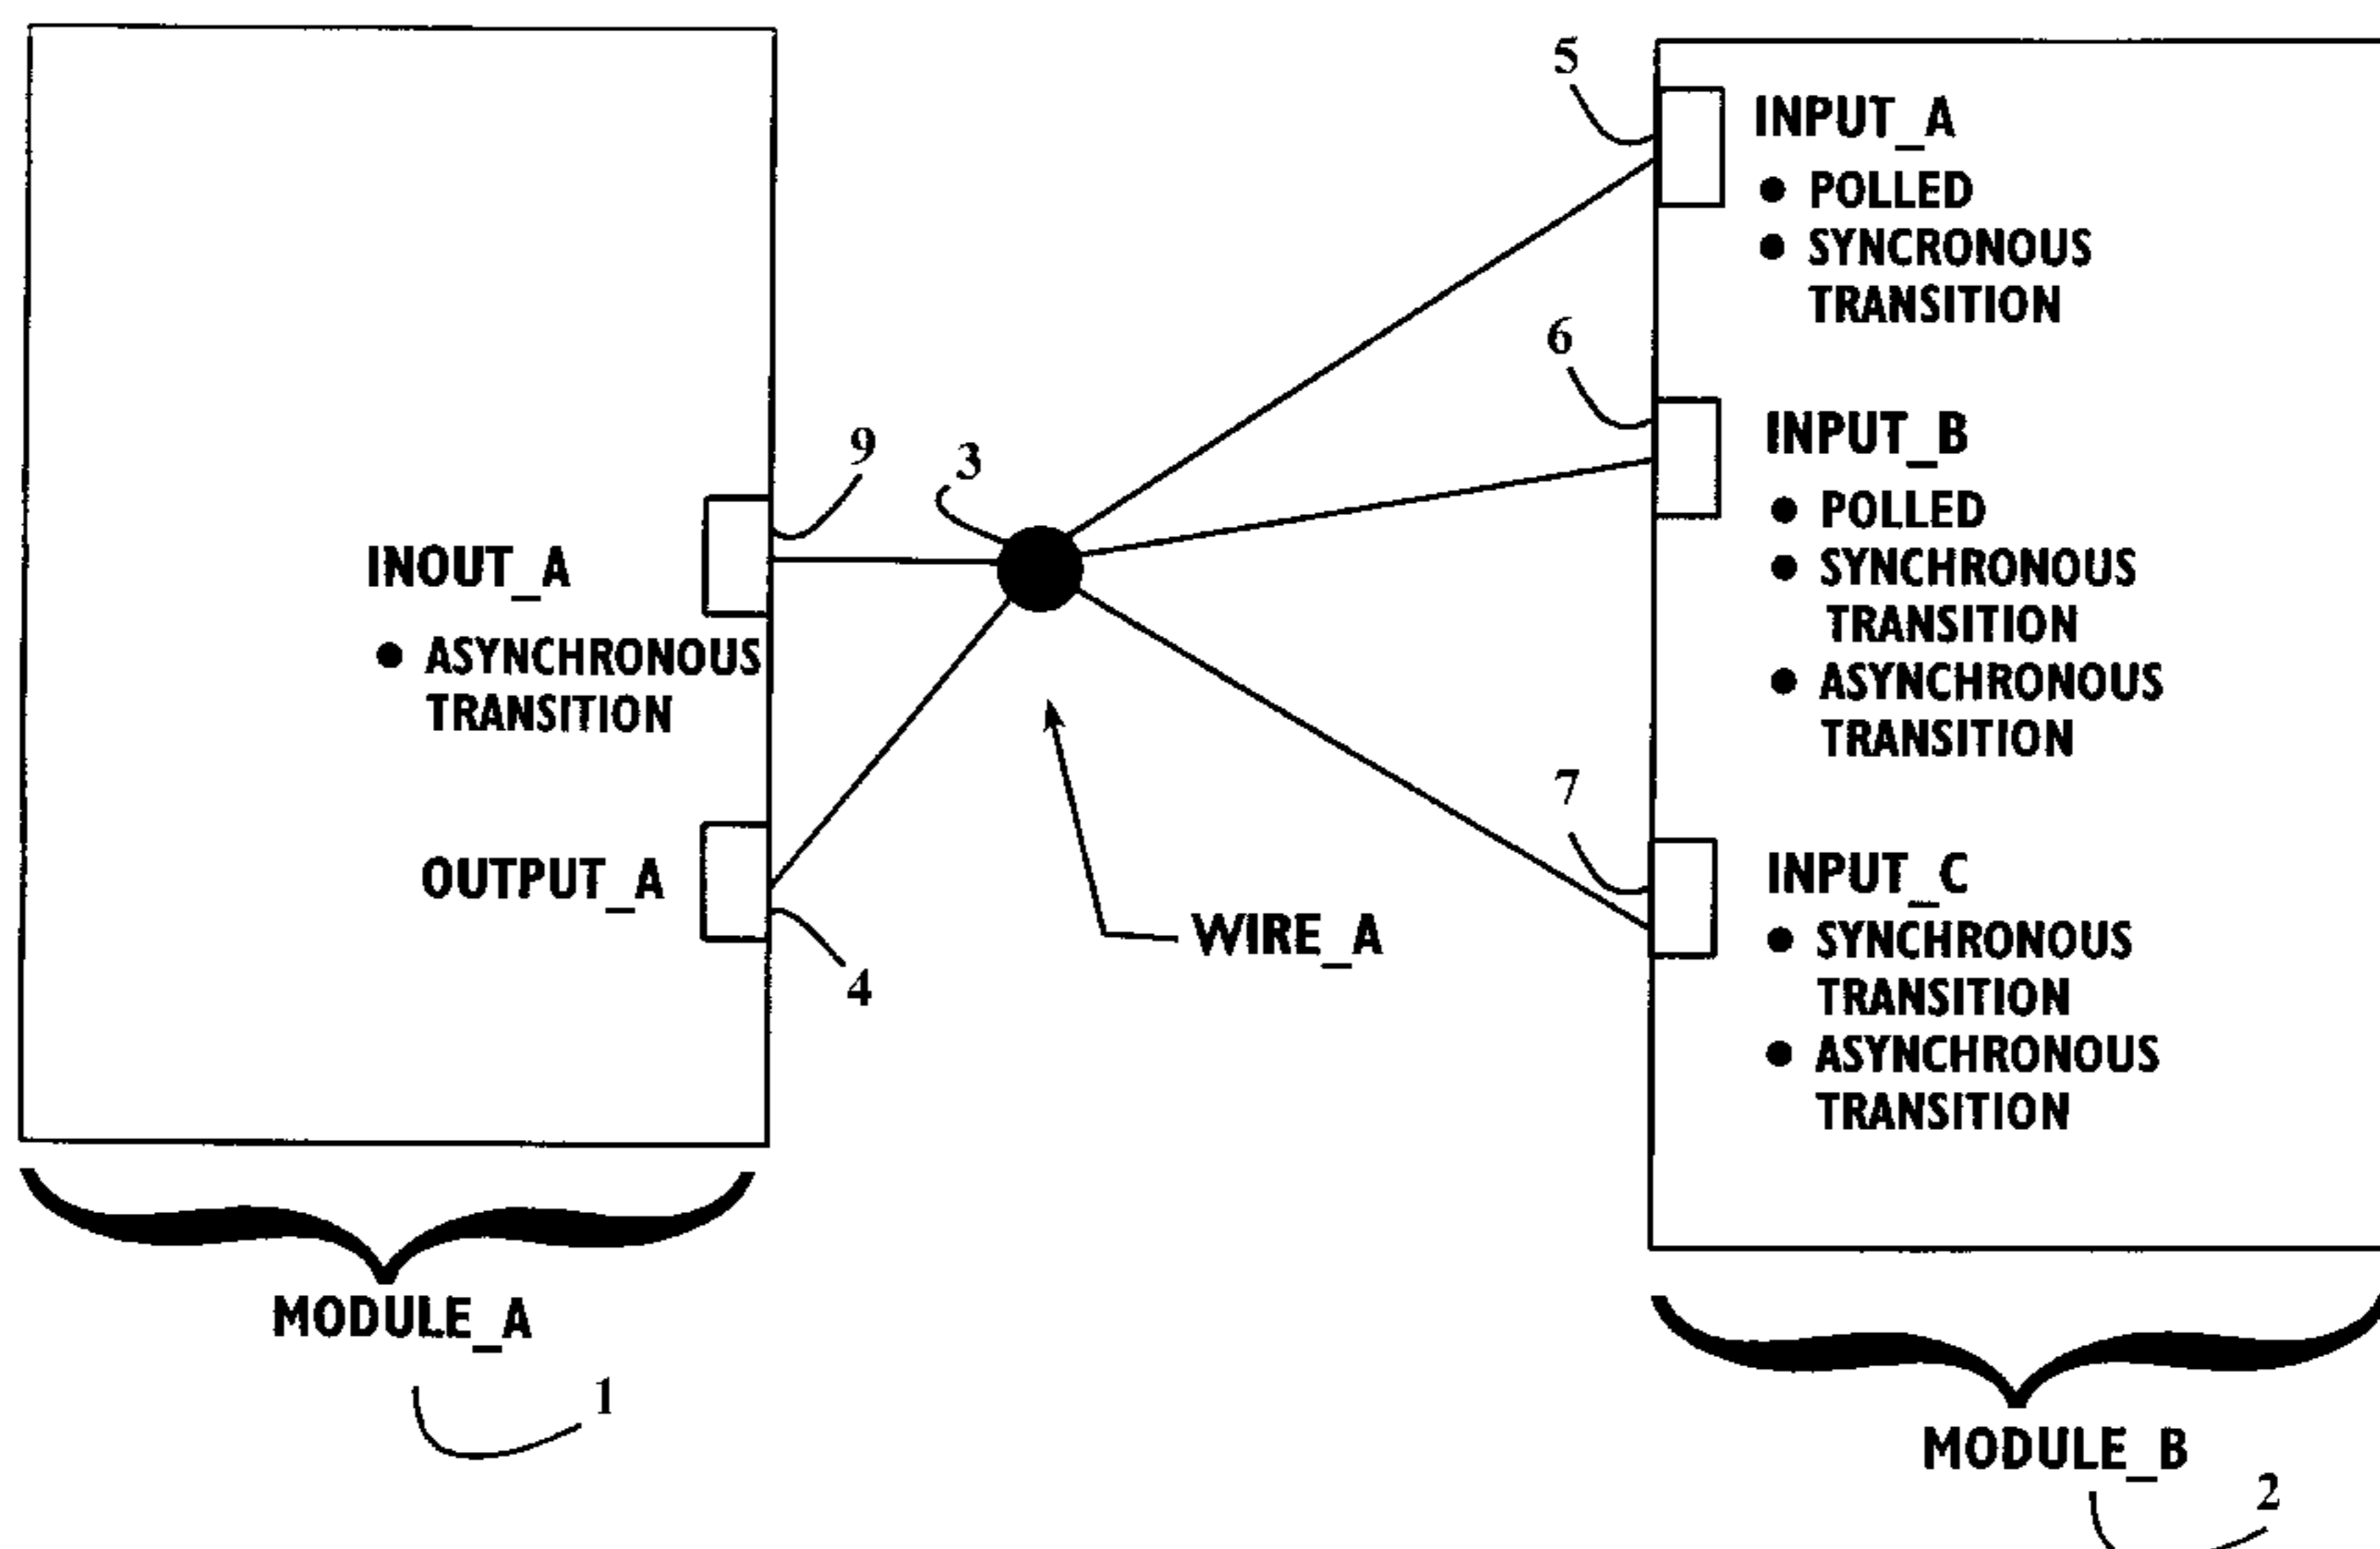 5
INPUT_A
● POLLED
● SYNCRONOUS
TRANSITION
6
INPUT_B
● POLLED
● SYNCHRONOUS
TRANSITION
● ASYNCHRONOUS
TRANSITION
9
3
INOUT_A
● ASYNCHRONOUS
TRANSITION
OUTPUT_A
4
WIRE_A
7
INPUT_C
● SYNCHRONOUS
TRANSITION
● ASYNCHRONOUS
TRANSITION
MODULE_A
1
MODULE_B
2